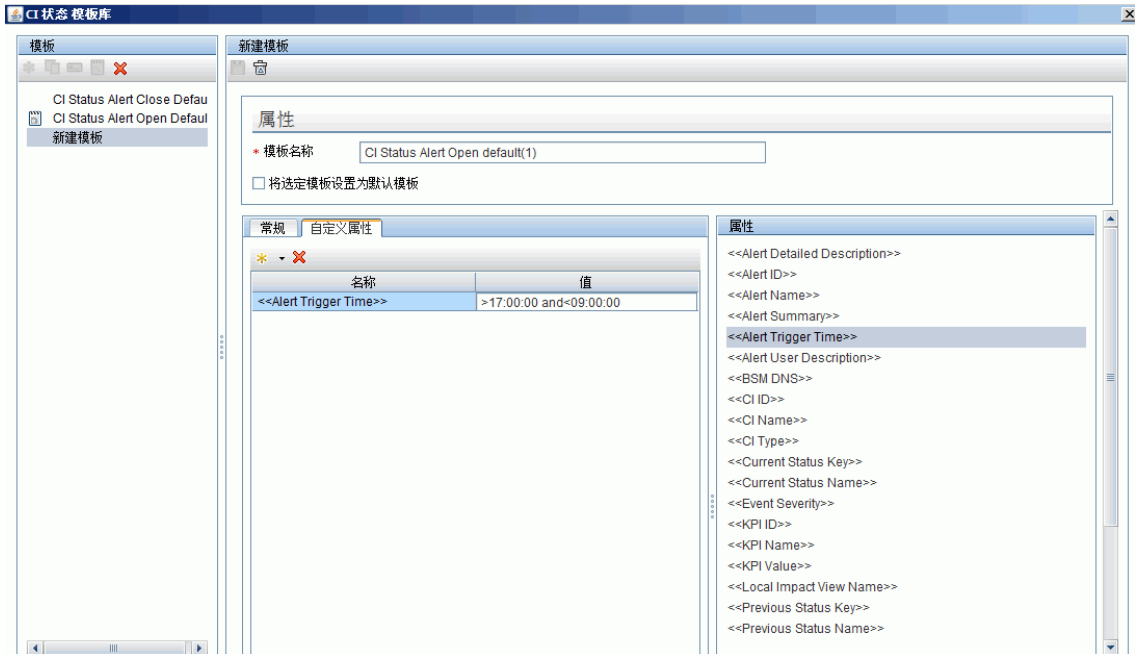 CI 状态 模板库
模板
CI Status Alert Close Defau
CI Status Alert Open Defaul
新建模板
新建模板
属性
* 模板名称 CI Status Alert Open default(1)
将选定模板设置为默认模板
常规 自定义属性
名称 值
<<Alert Trigger Time>> >17:00:00 and<09:00:00
属性
<<Alert Detailed Description>>
<<Alert ID>>
<<Alert Name>>
<<Alert Summary>>
<<Alert Trigger Time>>
<<Alert User Description>>
<<BSM DNS>>
<<CI ID>>
<<CI Name>>
<<CI Type>>
<<Current Status Key>>
<<Current Status Name>>
<<Event Severity>>
<<KPI ID>>
<<KPI Name>>
<<KPI Value>>
<<Local Impact View Name>>
<<Previous Status Key>>
<<Previous Status Name>>